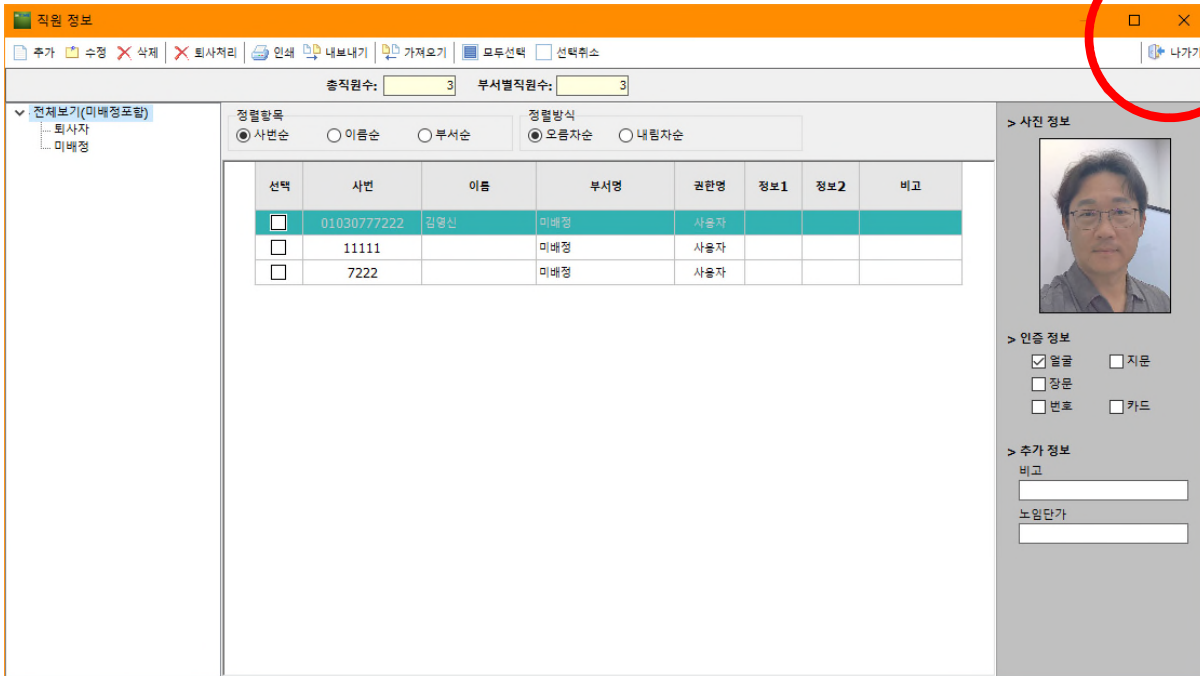 직원 정보
추가 수정 삭제 퇴사처리 인쇄 내보내기 가져오기 모두선택 선택취소 나가기
총직원수: 3 부서별직원수: 3
전체보기(미배정포함)
퇴사자
미배정
정렬항목 정렬방식
사번순 이름순 부서순 오름차순 내림차순
선택 사번 이름 부서명 권한명 정보1 정보2 비고
01030777222 김명신 미배정 사용자
11111 미배정 사용자
7222 미배정 사용자
> 사진 정보
> 인증 정보
얼굴 지문
장문
번호 카드
> 추가 정보
비고
노임단가